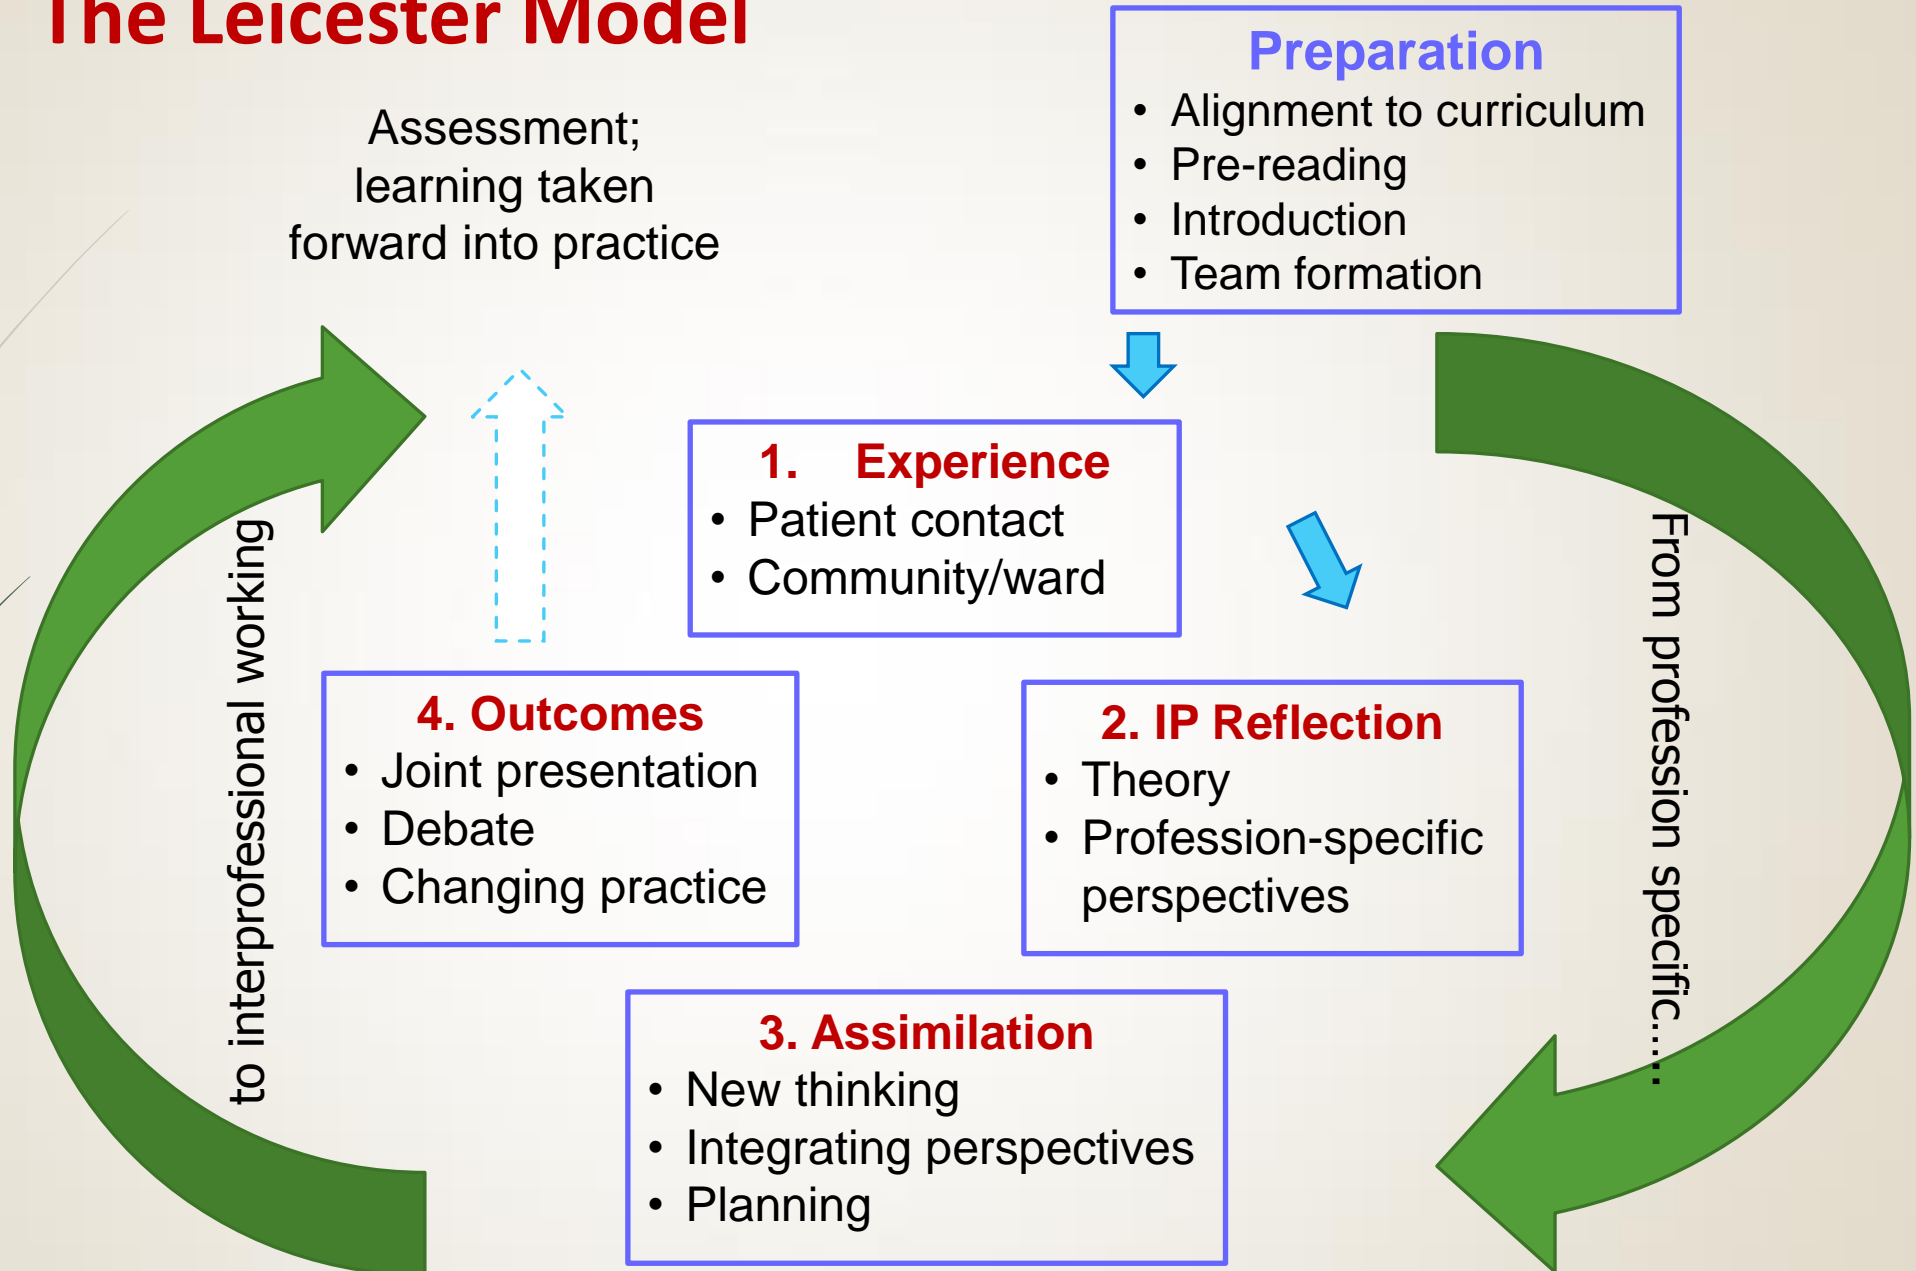 The Leicester Model
Assessment;
learning taken
forward into practice
Preparation
• Alignment to curriculum
• Pre-reading
• Introduction
• Team formation
1. Experience
• Patient contact
• Community/ward
2. IP Reflection
• Theory
• Profession-specific
perspectives
3. Assimilation
• New thinking
• Integrating perspectives
• Planning
4. Outcomes
• Joint presentation
• Debate
• Changing practice
From profession specific......
to interprofessional working